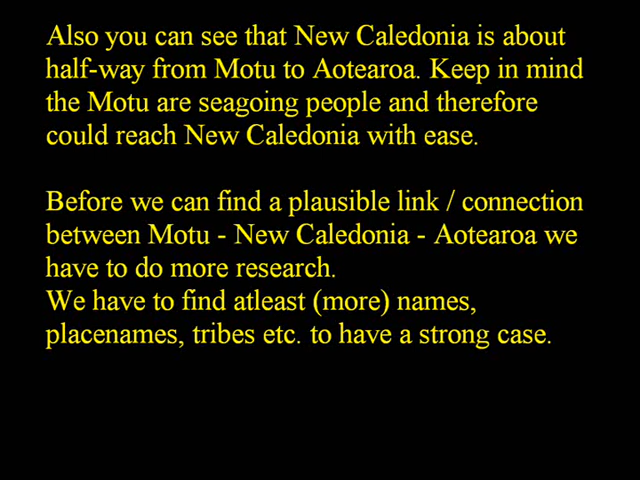 Also you can see that New Caledonia is about
half-way from Motu to Aotearoa. Keep in mind
the Motu are seagoing people and therefore
could reach New Caledonia with ease.
Before we can find a plausible link / connection
between Motu - New Caledonia - Aotearoa we
have to do more research.
We have to find atleast (more) names,
placenames, tribes etc. to have a strong case.